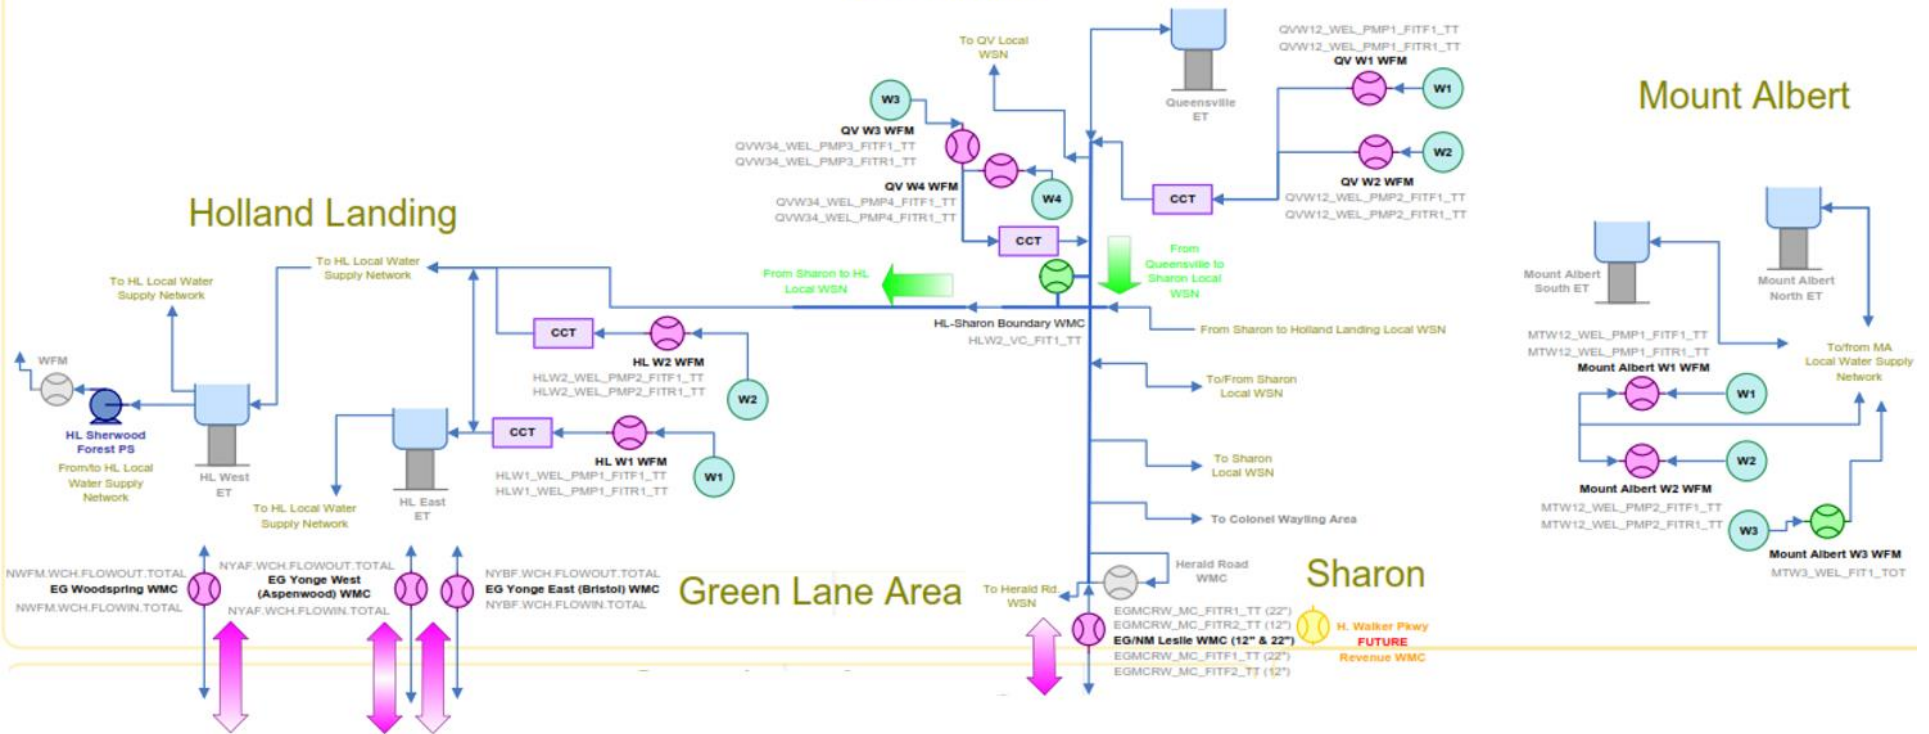 To QV Local
WSN
Queensville
ET
QVW12_WEL_PMP1_FITF1_TT
QVW12_WEL_PMP1_FITR1_TT
QV W1 WFM
W1
W2
QV W2 WFM
QVW12_WEL_PMP2_FITF1_TT
QVW12_WEL_PMP2_FITR1_TT
CCT
W3
QV W3 WFM
QVW34_WEL_PMP3_FITF1_TT
QVW34_WEL_PMP3_FITR1_TT
QV W4 WFM
QVW34_WEL_PMP4_FITF1_TT
QVW34_WEL_PMP4_FITR1_TT
W4
CCT
From
Queensville to
Sharon Local
WSN
From Sharon to HL
Local WSN
HL-Sharon Boundary WMC
HLW2_VC_FIT1_TT
From Sharon to Holland Landing Local WSN
To/From Sharon
Local WSN
To Sharon
Local WSN
To Colonel Wayling Area
Herald Road
WMC
To Herald Rd.
WSN
Sharon
EGMCRW_MC_FITR1_TT (22")
EGMCRW_MC_FITR2_TT (12")
EG/NM Leslie WMC (12" & 22")
EGMCRW_MC_FITF1_TT (22")
EGMCRW_MC_FITF2_TT (12")
H. Walker Pkwy
FUTURE
Revenue WMC
Holland Landing
To HL Local Water
Supply Network
To HL Local Water
Supply Network
WFM
HL Sherwood
Forest PS
From/to HL Local
Water Supply
Network
HL West
ET
CCT
HL W2 WFM
HLW2_WEL_PMP2_FITF1_TT
HLW2_WEL_PMP2_FITR1_TT
W2
CCT
HL W1 WFM
HLW1_WEL_PMP1_FITF1_TT
HLW1_WEL_PMP1_FITR1_TT
W1
HL East
ET
To HL Local Water
Supply Network
NWFM.WCH.FLOWOUT.TOTAL
EG Woodspring WMC
NWFM.WCH.FLOWIN.TOTAL
NYAF.WCH.FLOWOUT.TOTAL
EG Yonge West
(Aspenwood) WMC
NYAF.WCH.FLOWIN.TOTAL
NYBF.WCH.FLOWOUT.TOTAL
EG Yonge East (Bristol) WMC
NYBF.WCH.FLOWIN.TOTAL
Green Lane Area
Mount Albert
Mount Albert
South ET
Mount Albert
North ET
MTW12_WEL_PMP1_FITF1_TT
MTW12_WEL_PMP1_FITR1_TT
Mount Albert W1 WFM
W1
To/from MA
Local Water Supply
Network
W2
Mount Albert W2 WFM
MTW12_WEL_PMP2_FITF1_TT
MTW12_WEL_PMP2_FITR1_TT
W3
Mount Albert W3 WFM
MTW3_WEL_FIT1_TOT